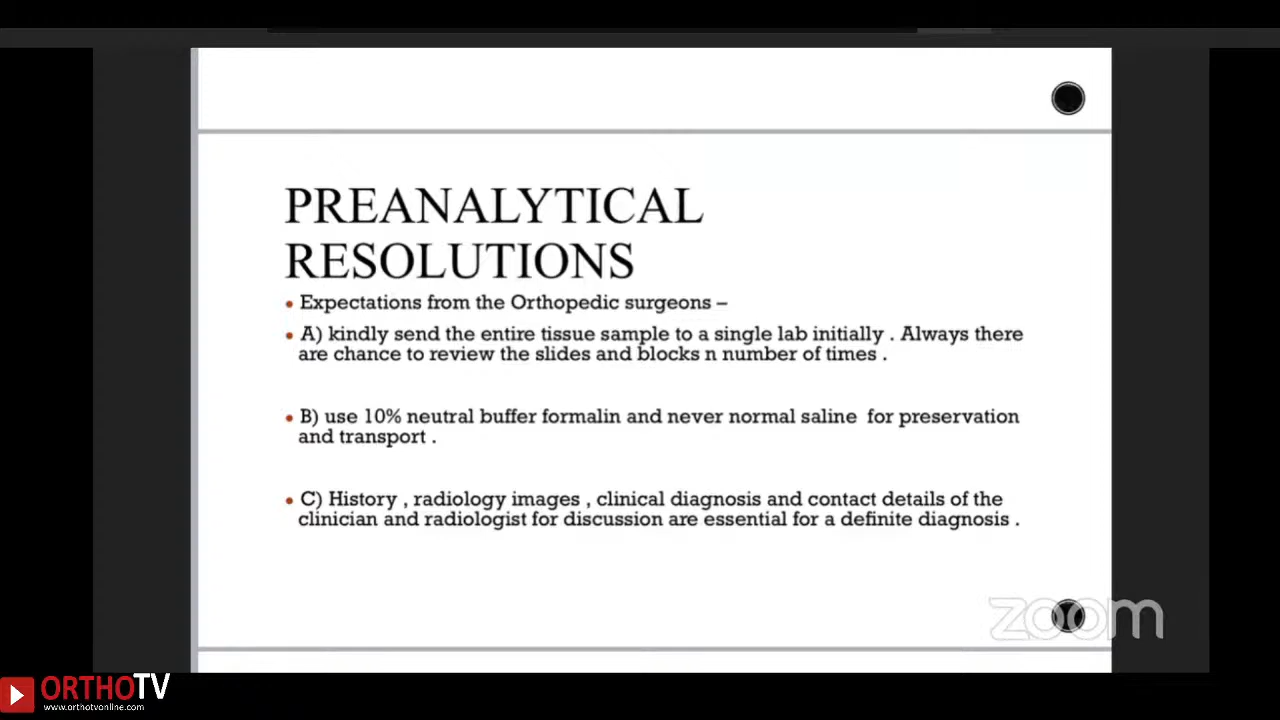 PREANALYTICAL
RESOLUTIONS
• Expectations from the Orthopedic surgeons –
• A) kindly send the entire tissue sample to a single lab initially . Always there
are chance to review the slides and blocks n number of times .
• B) use 10% neutral buffer formalin and never normal saline  for preservation
and transport .
• C) History , radiology images , clinical diagnosis and contact details of the
clinician and radiologist for discussion are essential for a definite diagnosis .
zoom
ORTHOTV
www.orthotvonline.com